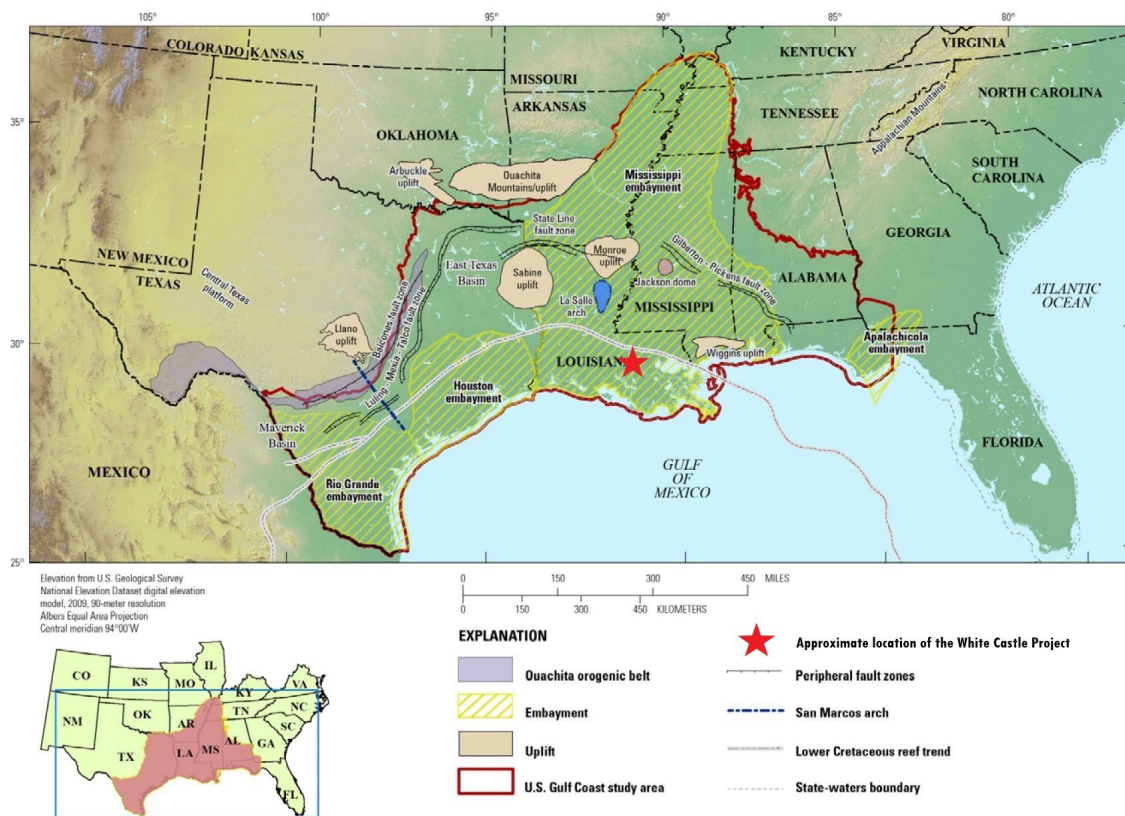 105°
100°
95°
90°
85°
80°
COLORADO
KANSAS
MISSOURI
KENTUCKY
VIRGINIA
ARKANSAS
TENNESSEE
NORTH CAROLINA
Appalachian Mountains
35°
OKLAHOMA
Arbuckle
uplift
Ouachita
Mountains/uplift
Mississippi
embayment
SOUTH
CAROLINA
GEORGIA
State Line
fault zone
NEW MEXICO
TEXAS
Central Texas
platform
East Texas
Basin
Sabine
uplift
Monroe
uplift
Gilberton - Pickens fault zone
Jackson dome
ALABAMA
La Salle
arch
MISSISSIPPI
ATLANTIC
OCEAN
Balcones fault zone
Luling - Mexia - Talco fault zone
Llano
uplift
30°
LOUISIAN
Wiggins uplift
Apalachicola
embayment
Houston
embayment
Maverick
Basin
MEXICO
Rio Grande
embayment
GULF
OF
MEXICO
FLORIDA
25°
105°
100°
95°
90°
85°
Elevation from U.S. Geological Survey
National Elevation Dataset digital elevation
model, 2009, 90-meter resolution
Albers Equal Area Projection
Central meridian 94°00'W
0 150 300 450 MILES
0 150 300 450 KILOMETERS
EXPLANATION
Ouachita orogenic belt
Embayment
Uplift
U.S. Gulf Coast study area
Approximate location of the White Castle Project
Peripheral fault zones
San Marcos arch
Lower Cretaceous reef trend
State-waters boundary
CO
KS
MO
IL
KY
VA
NM
OK
AR
TN
NC
SC
TX
LA
MS
AL
GA
FL